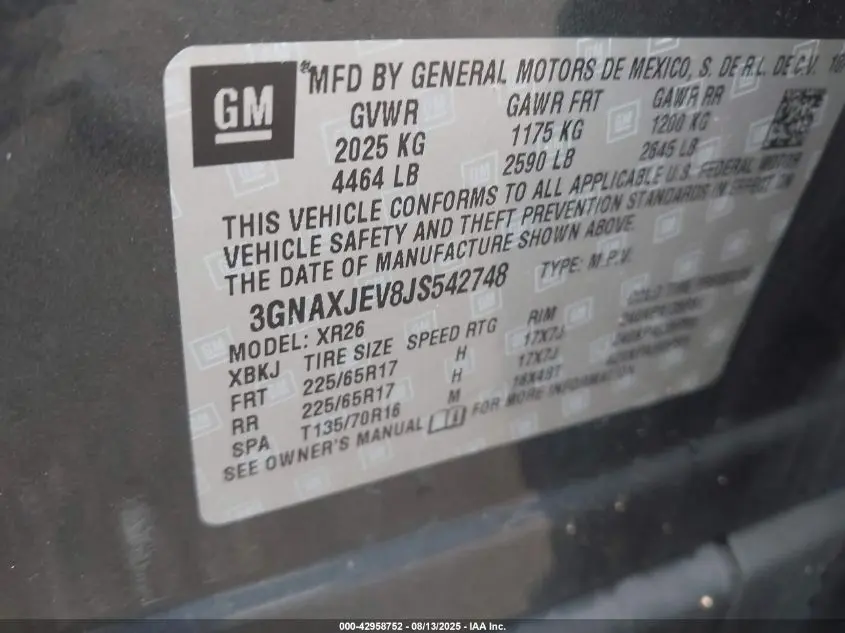 GM
MFD BY GENERAL MOTORS DE MEXICO, S. DE R.L. DE C.V. 10
GVWR GAWR FRT GAWR RR
2025 KG 1175 KG 1200 KG
4464 LB 2590 LB 2645 LB
THIS VEHICLE CONFORMS TO ALL APPLICABLE U.S. FEDERAL MOTOR
VEHICLE SAFETY AND THEFT PREVENTION STANDARDS IN EFFECT ON
THE DATE OF MANUFACTURE SHOWN ABOVE.
3GNAXJEV8JS542748 TYPE: M.P.V.
MODEL: XR26
XBKJ TIRE SIZE SPEED RTG RIM COLD TIRE PRESSURE
FRT 225/65R17 H 17X7J
RR 225/65R17 H 17X7J
SPA T135/70R16 M 16X4BT
SEE OWNER'S MANUAL FOR MORE INFORMATION
000-42958752 - 08/13/2025 - IAA Inc.